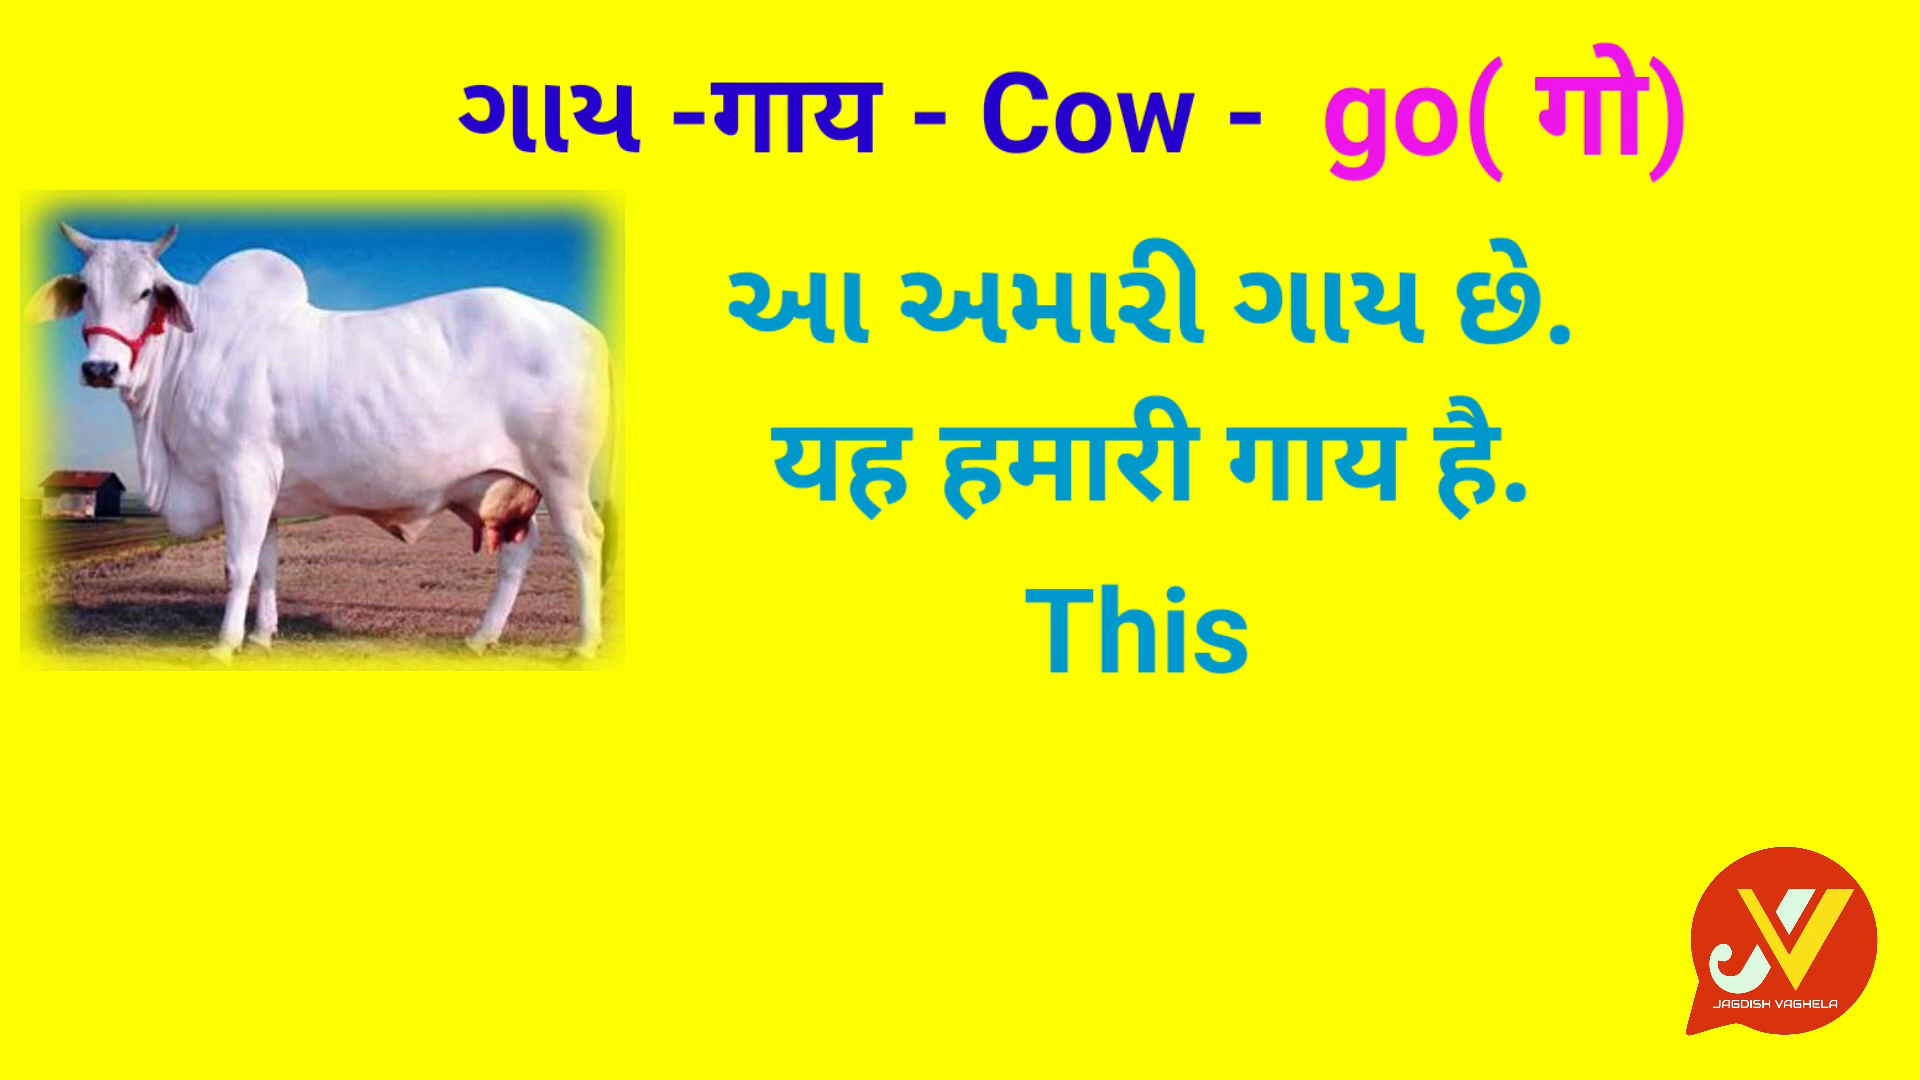 ગાય -गाय - Cow - go( गो)
આ અમારી ગાય છે.
यह हमारी गाय है.
This
JAGDISH VAGHELA